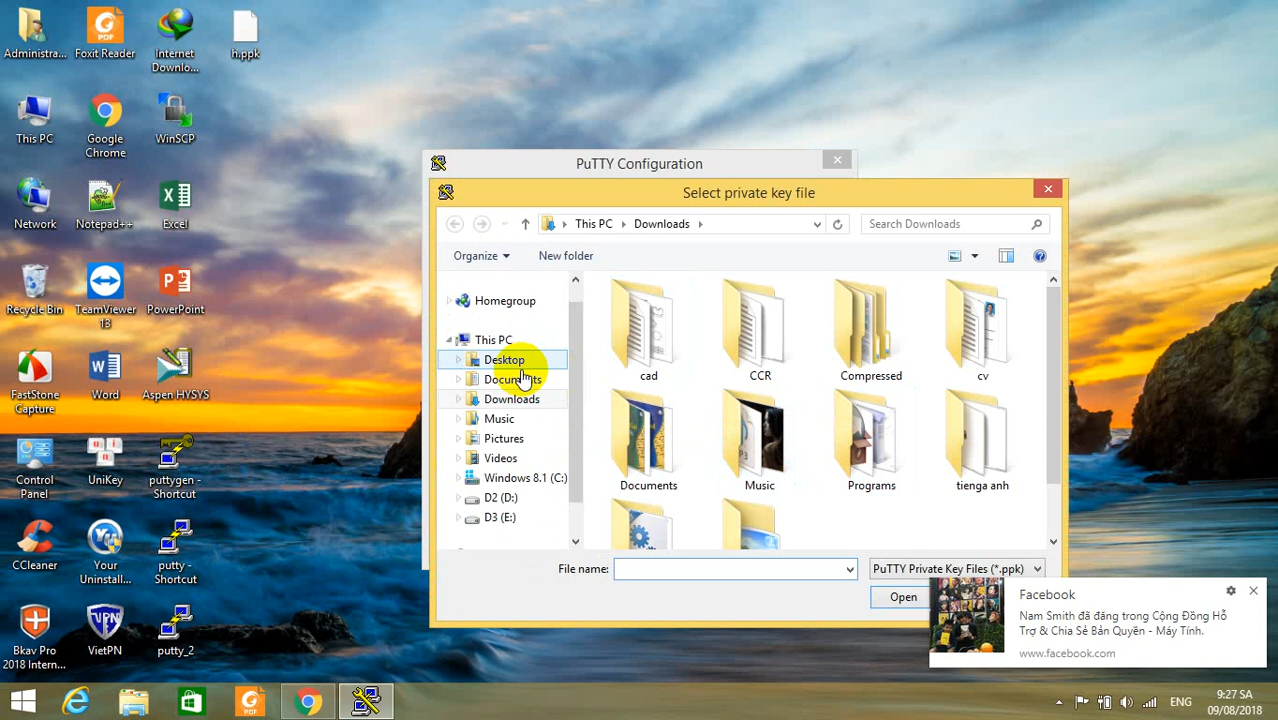 Administra...
Foxit Reader
Internet
Downlo...
h.ppk
This PC
Google
Chrome
WinSCP
Network
Notepad++
Excel
Recycle Bin
TeamViewer
13
PowerPoint
FastStone
Capture
Word
Aspen HYSYS
Control
Panel
UniKey
puttygen -
Shortcut
CCleaner
Your
Uninstall...
putty -
Shortcut
Bkav Pro
2018 Intern...
VietPN
putty_2
PuTTY Configuration
Select private key file
This PC
Downloads
Search Downloads
Organize
New folder
Homegroup
This PC
Desktop
Documents
Downloads
Music
Pictures
Videos
Windows 8.1 (C:)
D2 (D:)
D3 (E:)
cad
CCR
Compressed
cv
Documents
Music
Programs
tienga anh
File name:
PuTTY Private Key Files (*.ppk)
Open
Facebook
Nam Smith đã đăng trong Cộng Đồng Hỗ
Trợ & Chia Sẻ Bản Quyền - Máy Tính.
www.facebook.com
ENG
9:27 SA
09/08/2018